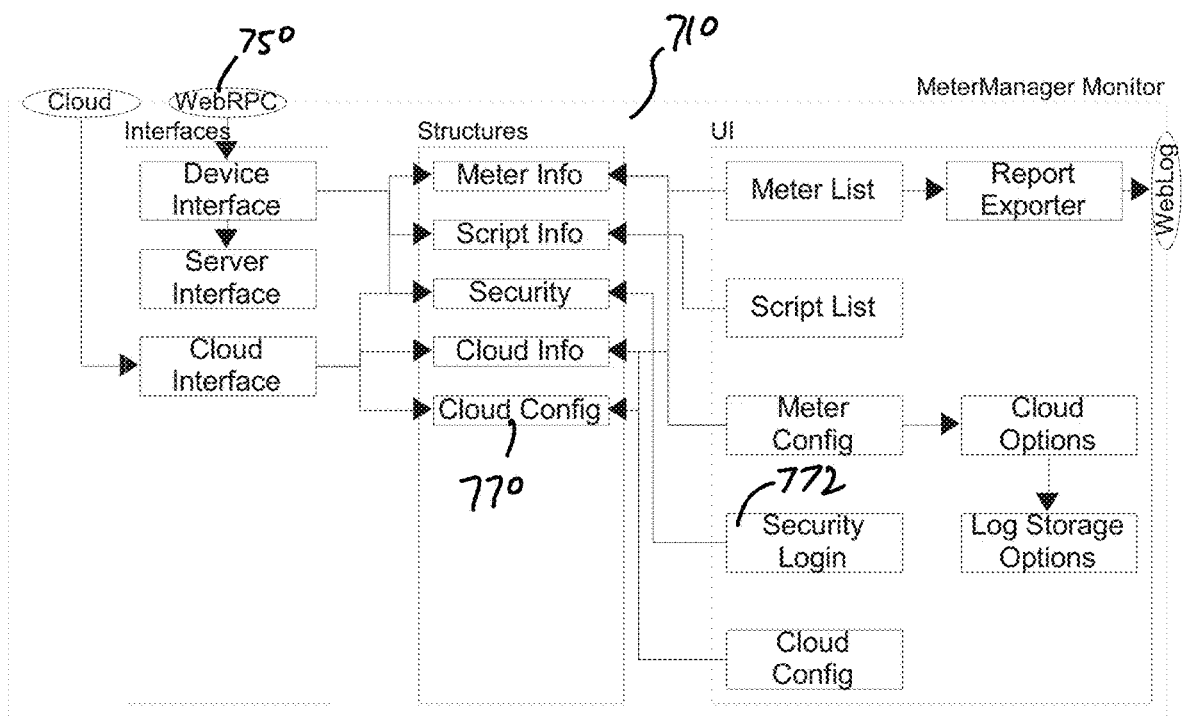 750
710
MeterManager Monitor
Cloud
WebRPC
Interfaces
Structures
UI
Device
Interface
Server
Interface
Cloud
Interface
Meter Info
Script Info
Security
Cloud Info
Cloud Config
770
Meter List
Report
Exporter
WebLog
Script List
Meter
Config
Cloud
Options
772
Security
Login
Log Storage
Options
Cloud
Config